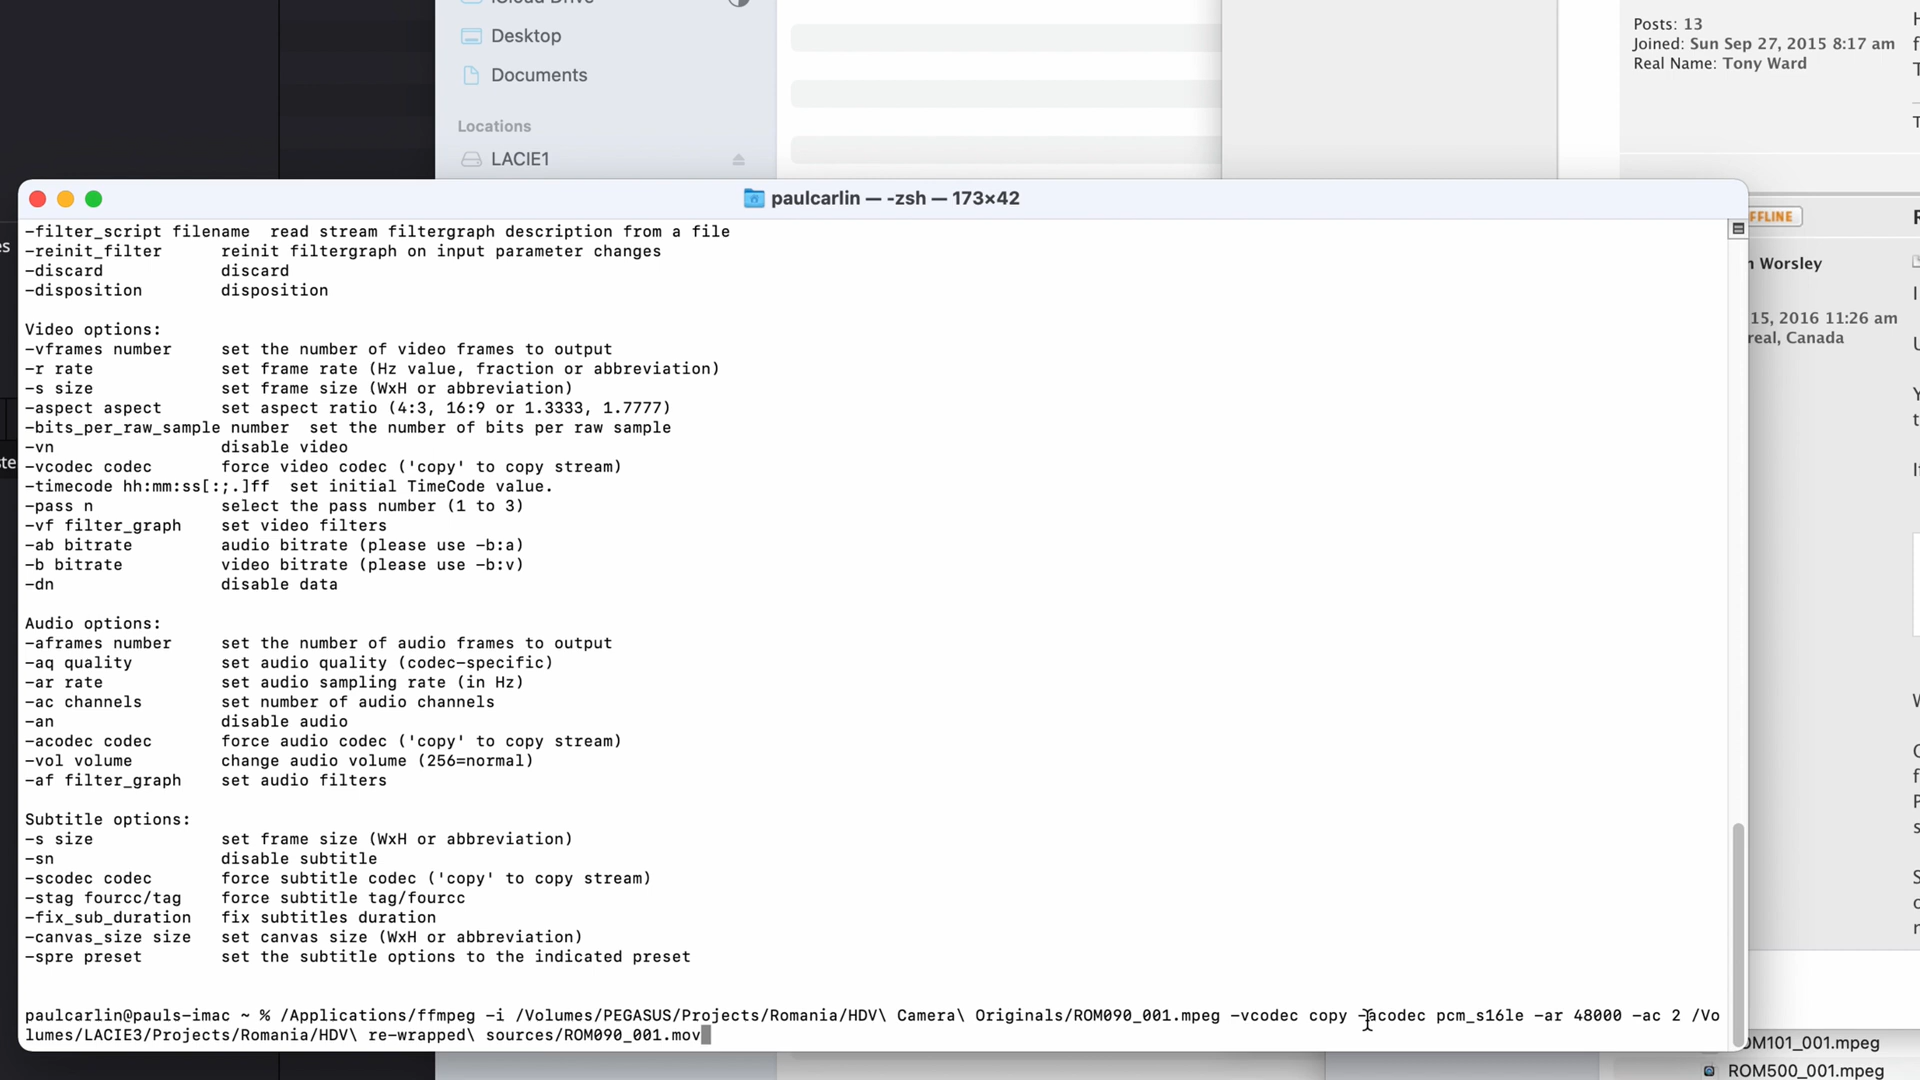 iCloud Drive
Desktop
Documents
Locations
LACIE1
Posts: 13
Joined: Sun Sep 27, 2015 8:17 am
Real Name: Tony Ward
paulcarlin — -zsh — 173×42
-filter_script filename  read stream filtergraph description from a file
-reinit_filter      reinit filtergraph on input parameter changes
-discard            discard
-disposition        disposition
Video options:
-vframes number     set the number of video frames to output
-r rate             set frame rate (Hz value, fraction or abbreviation)
-s size             set frame size (WxH or abbreviation)
-aspect aspect      set aspect ratio (4:3, 16:9 or 1.3333, 1.7777)
-bits_per_raw_sample number  set the number of bits per raw sample
-vn                 disable video
-vcodec codec       force video codec ('copy' to copy stream)
-timecode hh:mm:ss[:;.]ff  set initial TimeCode value.
-pass n             select the pass number (1 to 3)
-vf filter_graph    set video filters
-ab bitrate         audio bitrate (please use -b:a)
-b bitrate          video bitrate (please use -b:v)
-dn                 disable data
Audio options:
-aframes number     set the number of audio frames to output
-aq quality         set audio quality (codec-specific)
-ar rate            set audio sampling rate (in Hz)
-ac channels        set number of audio channels
-an                 disable audio
-acodec codec       force audio codec ('copy' to copy stream)
-vol volume         change audio volume (256=normal)
-af filter_graph    set audio filters
Subtitle options:
-s size             set frame size (WxH or abbreviation)
-sn                 disable subtitle
-scodec codec       force subtitle codec ('copy' to copy stream)
-stag fourcc/tag    force subtitle tag/fourcc
-fix_sub_duration   fix subtitles duration
-canvas_size size   set canvas size (WxH or abbreviation)
-spre preset        set the subtitle options to the indicated preset
paulcarlin@pauls-imac ~ % /Applications/ffmpeg -i /Volumes/PEGASUS/Projects/Romania/HDV\ Camera\ Originals/ROM090_001.mpeg -vcodec copy -acodec pcm_s16le -ar 48000 -ac 2 /Vo
lumes/LACIE3/Projects/Romania/HDV\ re-wrapped\ sources/ROM090_001.mov
FFLINE
Worsley
15, 2016 11:26 am
real, Canada
OM101_001.mpeg
ROM500_001.mpeg